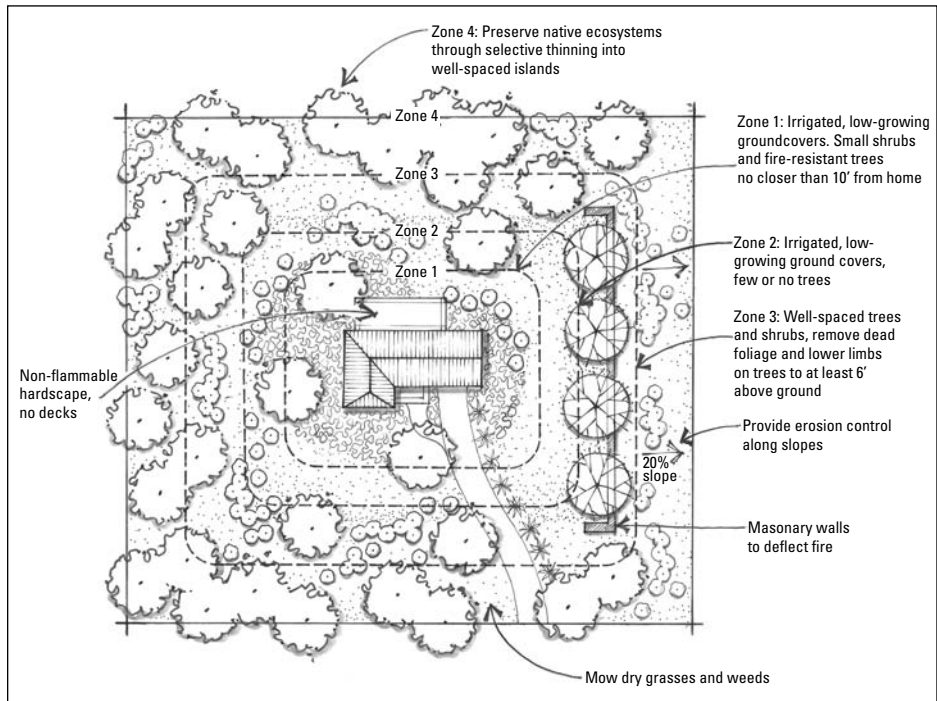 Zone 4: Preserve native ecosystems
through selective thinning into
well-spaced islands
Zone 4
Zone 1: Irrigated, low-growing
groundcovers. Small shrubs
and fire-resistant trees
no closer than 10' from home
Zone 3
Zone 2
Zone 1
Zone 2: Irrigated, low-
growing ground covers,
few or no trees
Zone 3: Well-spaced trees
and shrubs, remove dead
foliage and lower limbs
on trees to at least 6'
above ground
Non-flammable
hardscape,
no decks
Provide erosion control
along slopes
20%
slope
Masonary walls
to deflect fire
Mow dry grasses and weeds